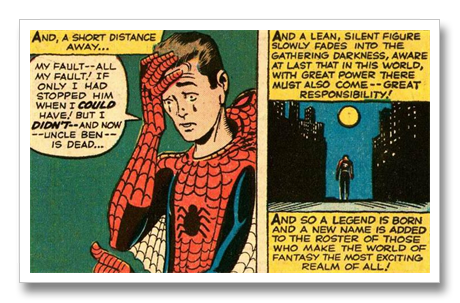 AND, A SHORT DISTANCE
AWAY...
MY FAULT--ALL
MY FAULT! IF
ONLY I HAD
STOPPED HIM
WHEN I COULD
HAVE! BUT I
DIDN'T--AND NOW
--UNCLE BEN--
IS DEAD...
AND A LEAN, SILENT FIGURE
SLOWLY FADES INTO THE
GATHERING DARKNESS, AWARE
AT LAST THAT IN THIS WORLD,
WITH GREAT POWER THERE
MUST ALSO COME--GREAT
RESPONSIBILITY!
AND SO A LEGEND IS BORN
AND A NEW NAME IS ADDED
TO THE ROSTER OF THOSE
WHO MAKE THE WORLD OF
FANTASY THE MOST EXCITING
REALM OF ALL!